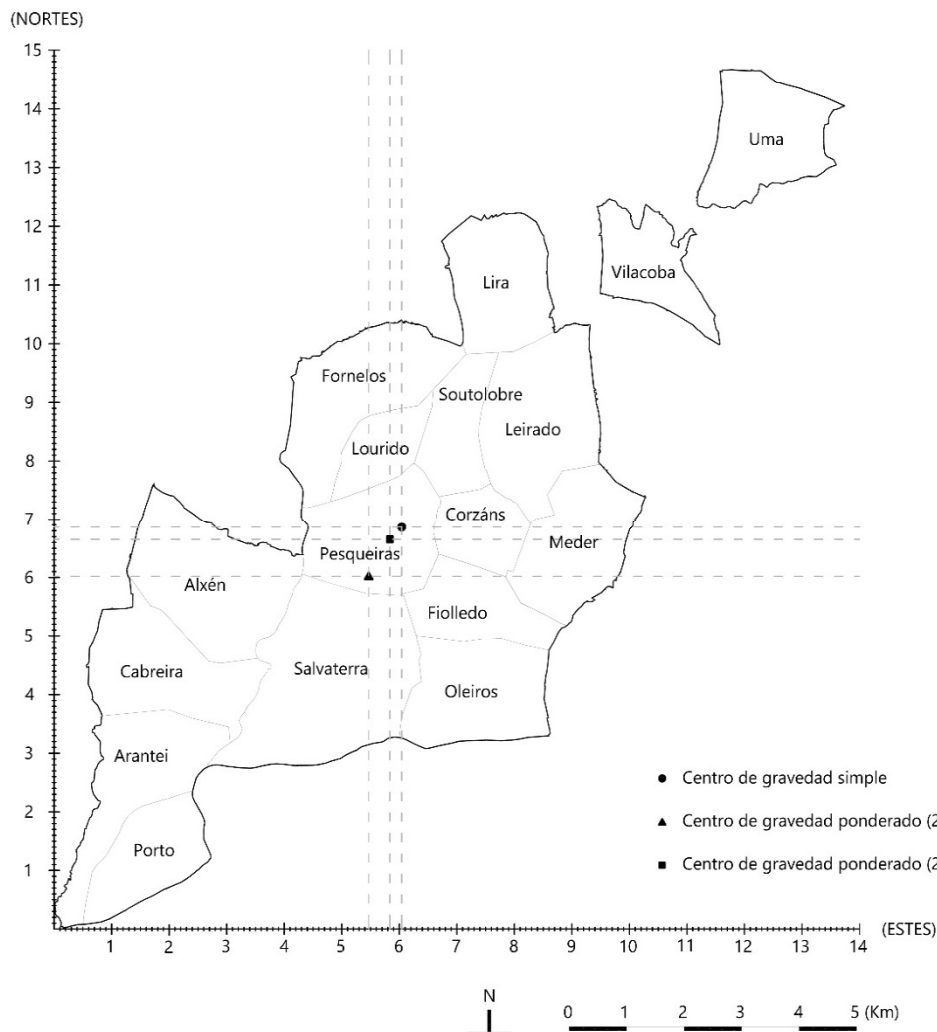 (NORTES)
15
14
13
12
11
10
9
8
7
6
5
4
3
2
1
Uma
Vilacoba
Lira
Fornelos
Soutolobre
Leirado
Lourido
Corzáns
Meder
Pesqueiras
Alxén
Fiolledo
Salvaterra
Cabreira
Oleiros
Arantei
Porto
Centro de gravedad simple
Centro de gravedad ponderado (2
Centro de gravedad ponderado (2
1 2 3 4 5 6 7 8 9 10 11 12 13 14
(ESTES)
N
0 1 2 3 4 5 (Km)